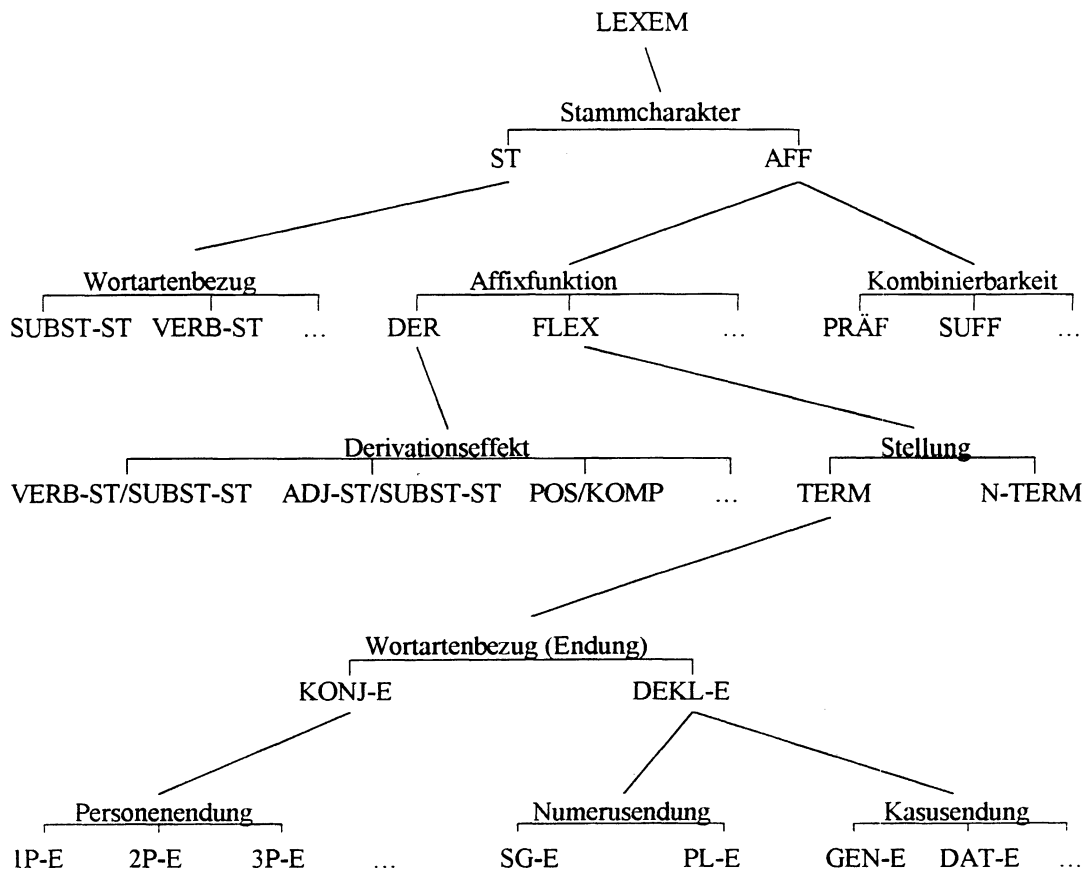 LEXEM
Stammcharakter
ST AFF
Wortartenbezug Affixfunktion Kombinierbarkeit
SUBST-ST VERB-ST ... DER FLEX ... PRÄF SUFF ...
Derivationseffekt Stellung
VERB-ST/SUBST-ST ADJ-ST/SUBST-ST POS/KOMP ... TERM N-TERM
Wortartenbezug (Endung)
KONJ-E DEKL-E
Personenendung Numerusendung Kasusendung
1P-E 2P-E 3P-E ... SG-E PL-E GEN-E DAT-E ...